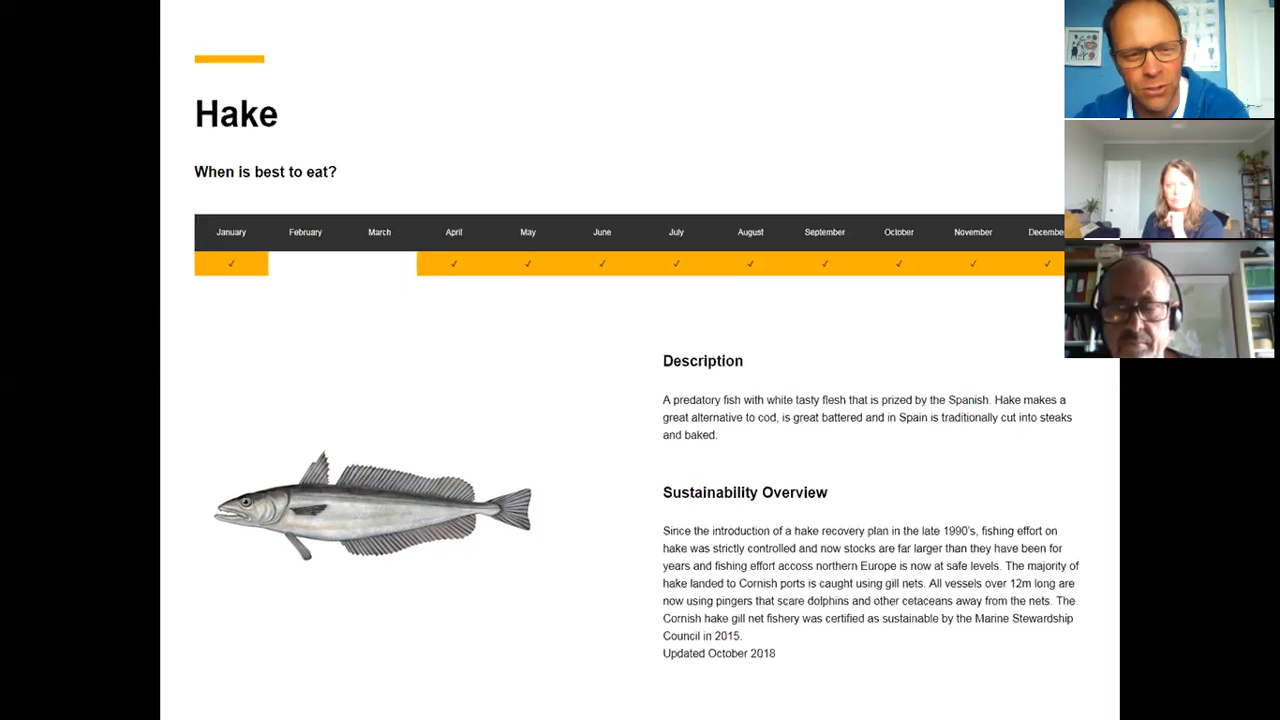 Hake
When is best to eat?
January February March April May June July August September October November Decembe
✓ ✓ ✓ ✓ ✓ ✓ ✓ ✓ ✓ ✓
Description
A predatory fish with white tasty flesh that is prized by the Spanish. Hake makes a
great alternative to cod, is great battered and in Spain is traditionally cut into steaks
and baked.
Sustainability Overview
Since the introduction of a hake recovery plan in the late 1990's, fishing effort on
hake was strictly controlled and now stocks are far larger than they have been for
years and fishing effort accoss northern Europe is now at safe levels. The majority of
hake landed to Cornish ports is caught using gill nets. All vessels over 12m long are
now using pingers that scare dolphins and other cetaceans away from the nets. The
Cornish hake gill net fishery was certified as sustainable by the Marine Stewardship
Council in 2015.
Updated October 2018